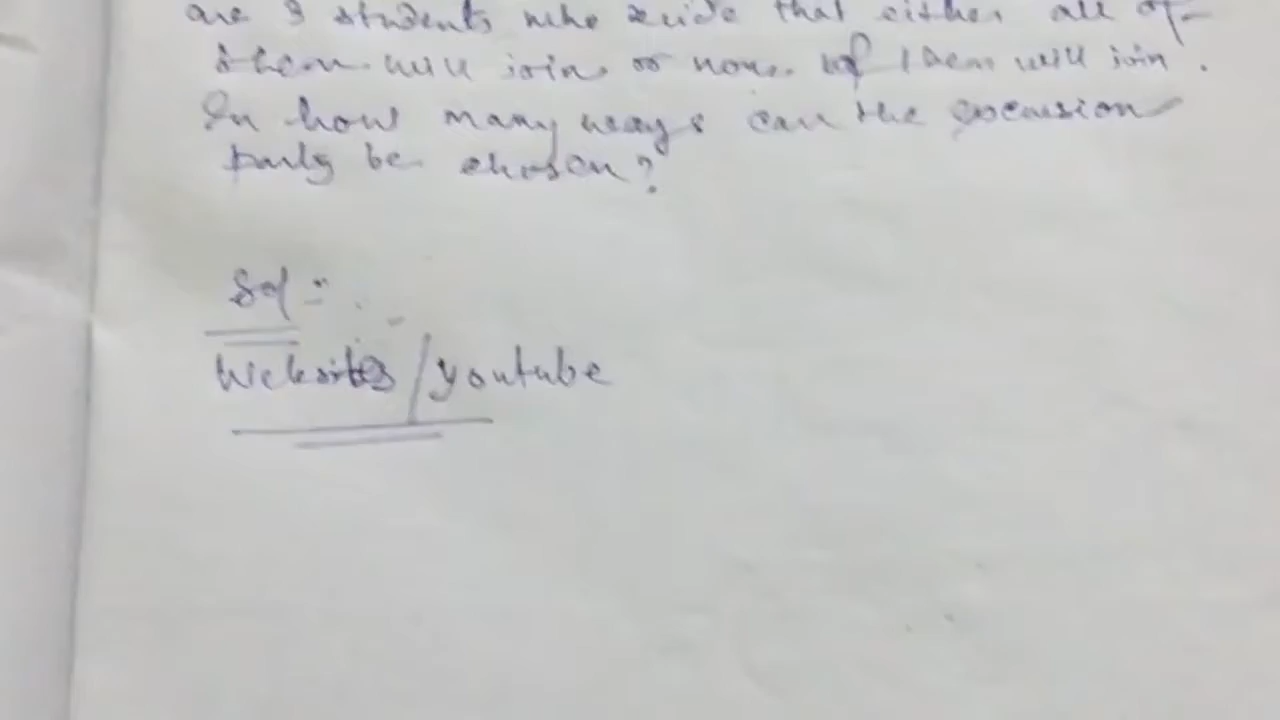 are 3 students who decide that either all of
them will join or none of them will join.
In how many ways can the excursion
party be chosen?
Sol:
Websites/youtube